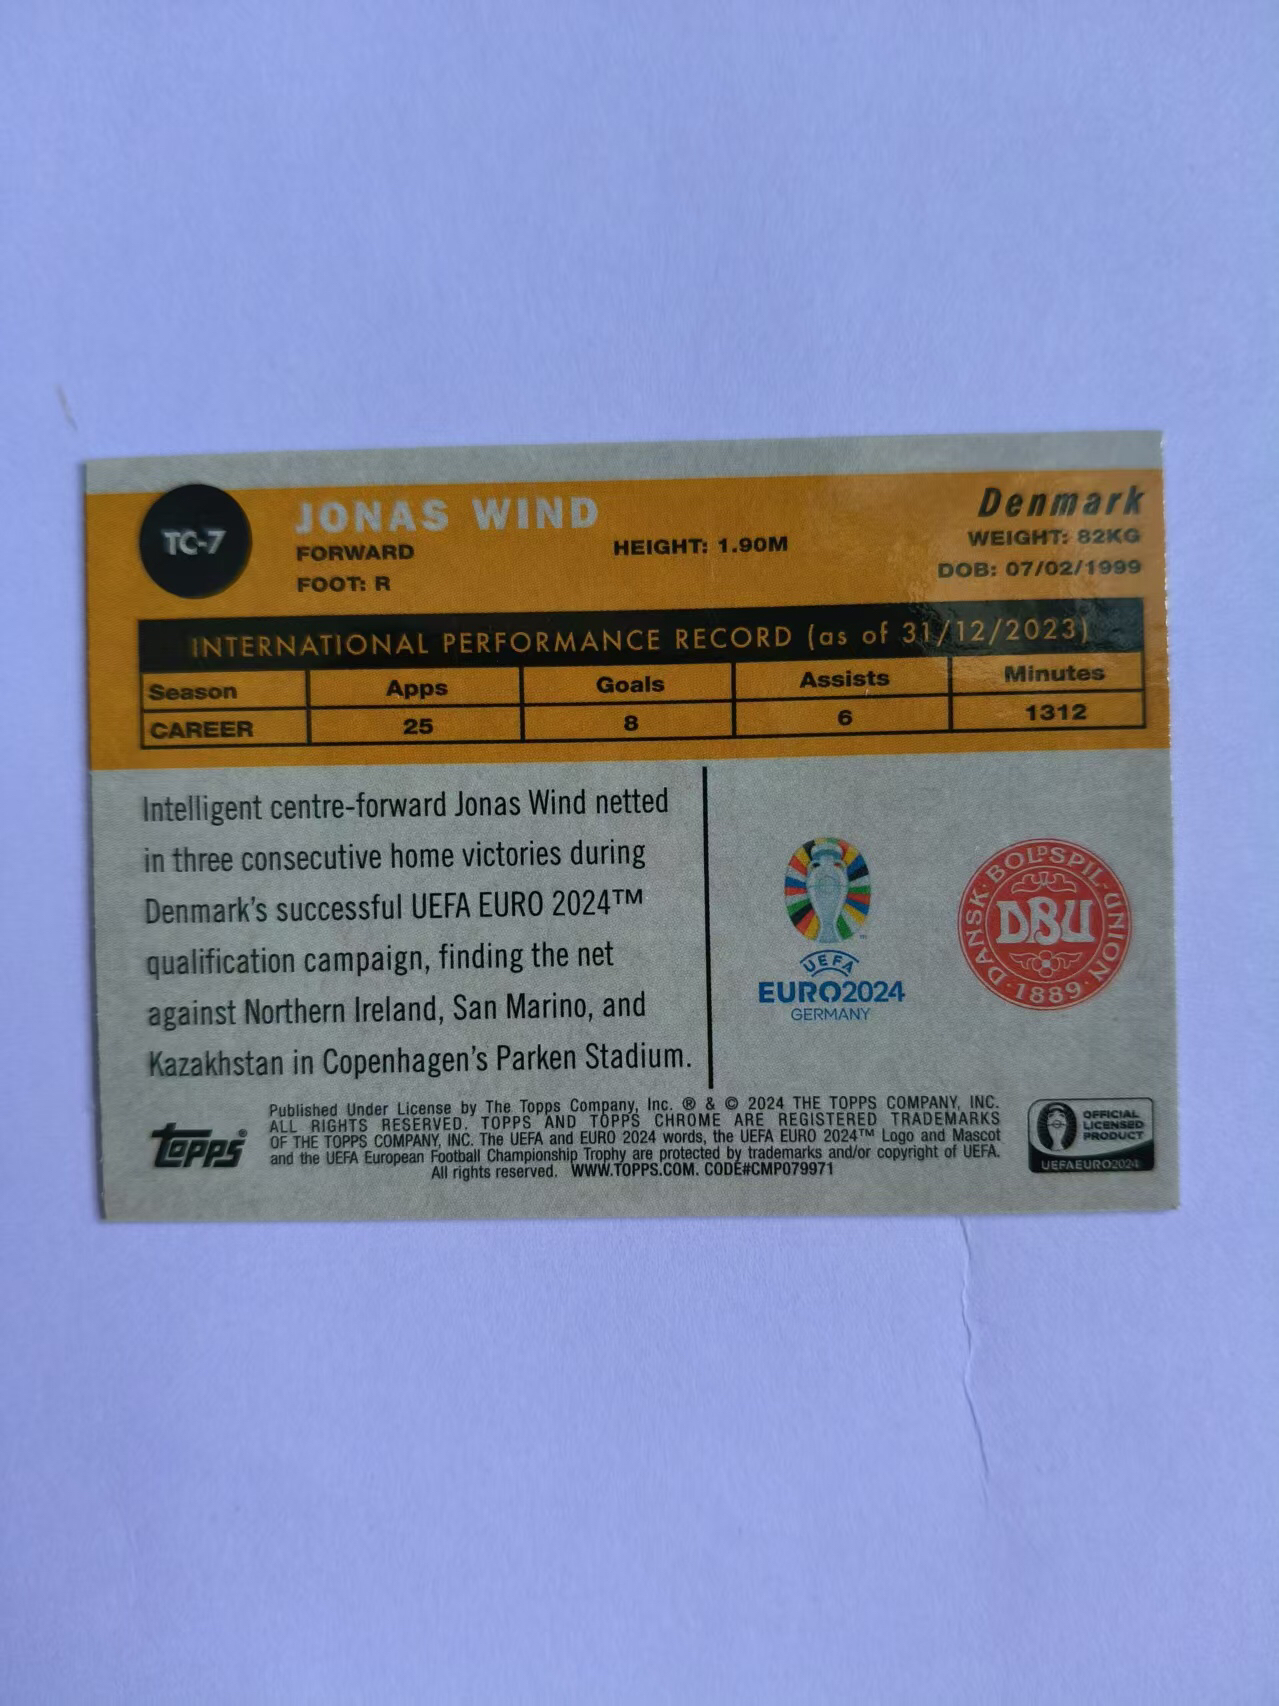 TC-7
JONAS WIND
FORWARD
FOOT: R
HEIGHT: 1.90M
Denmark
WEIGHT: 82KG
DOB: 07/02/1999
INTERNATIONAL PERFORMANCE RECORD (as of 31/12/2023)
Season Apps Goals Assists Minutes
CAREER 25 8 6 1312
Intelligent centre-forward Jonas Wind netted
in three consecutive home victories during
Denmark's successful UEFA EURO 2024™
qualification campaign, finding the net
against Northern Ireland, San Marino, and
Kazakhstan in Copenhagen's Parken Stadium.
UEFA
EURO2024
GERMANY
DANSK·BOLDSPIL-UNION
DBU
·1889·
Topps®
Published Under License by The Topps Company, Inc. ® & © 2024 THE TOPPS COMPANY, INC.
ALL RIGHTS RESERVED. TOPPS AND TOPPS CHROME ARE REGISTERED TRADEMARKS
OF THE TOPPS COMPANY, INC. The UEFA and EURO 2024 words, the UEFA EURO 2024™ Logo and Mascot
and the UEFA European Football Championship Trophy are protected by trademarks and/or copyright of UEFA.
All rights reserved. WWW.TOPPS.COM. CODE#CMP079971
OFFICIAL
LICENSED
PRODUCT
UEFAEURO2024